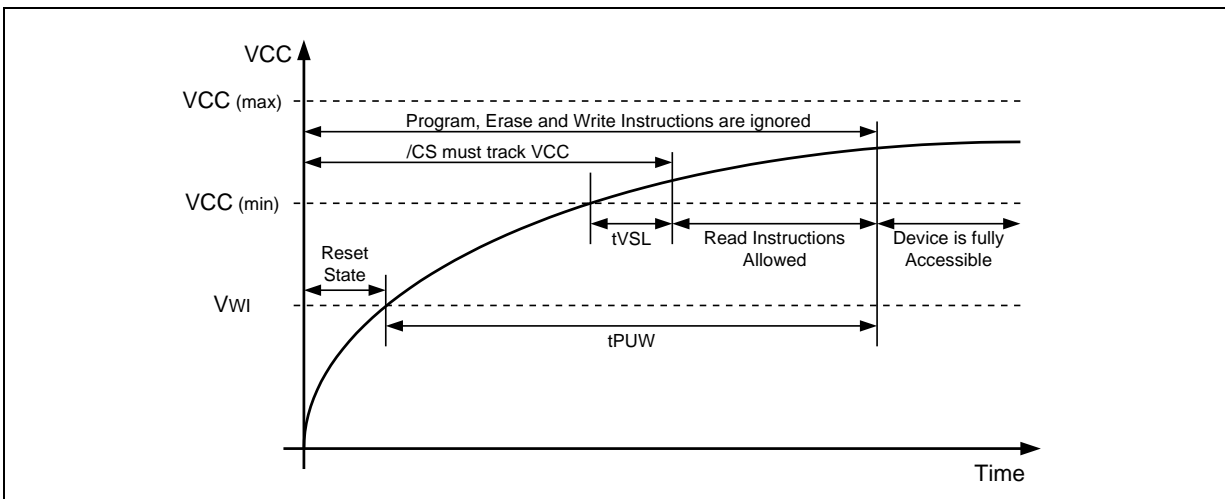 VCC
VCC (max)
Program, Erase and Write Instructions are ignored
/CS must track VCC
VCC (min)
tVSL
Read Instructions
Allowed
Device is fully
Accessible
Reset
State
VWI
tPUW
Time